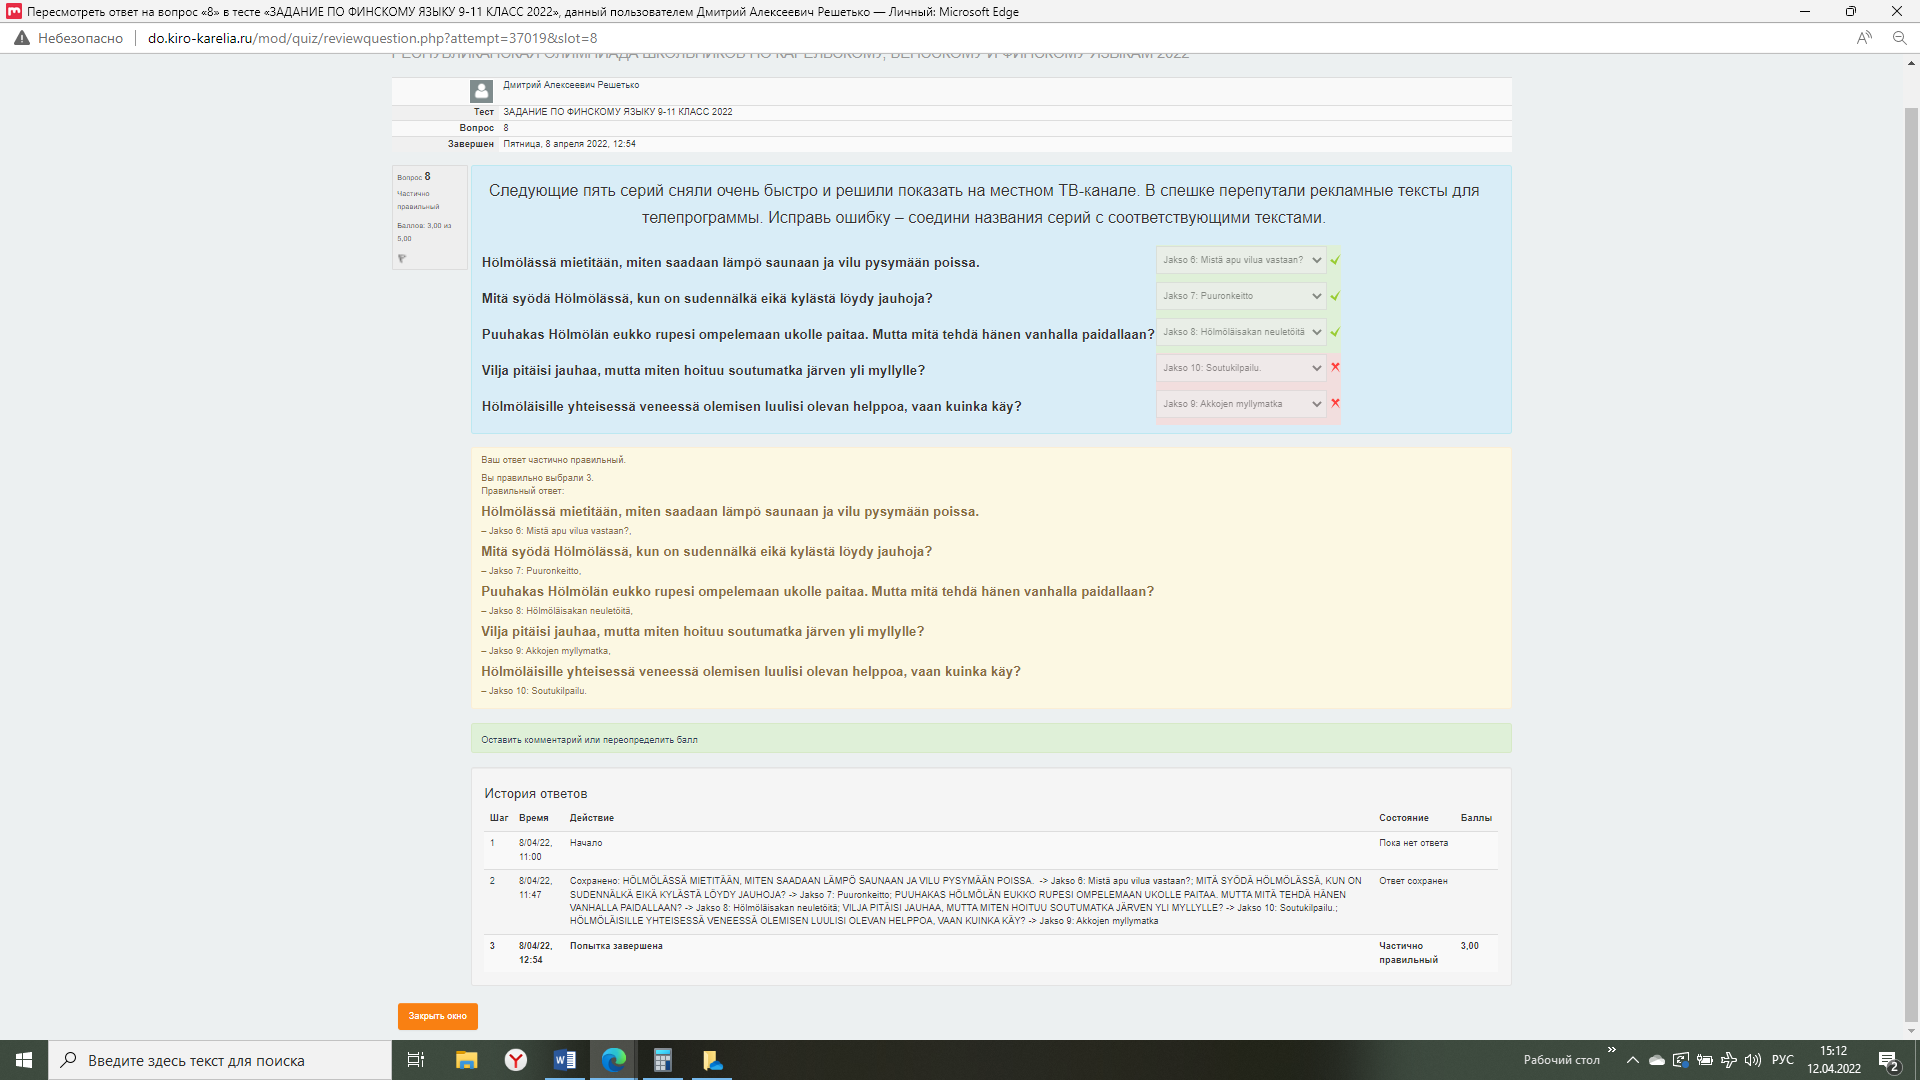 Пересмотреть ответ на вопрос «8» в тесте «ЗАДАНИЕ ПО ФИНСКОМУ ЯЗЫКУ 9-11 КЛАСС 2022», данный пользователем Дмитрий Алексеевич Решетько — Личный: Microsoft Edge
Небезопасно
do.kiro-karelia.ru/mod/quiz/reviewquestion.php?attempt=37019&slot=8
РЕСПУБЛИКАНСКАЯ ОЛИМПИАДА ШКОЛЬНИКОВ ПО КАРЕЛЬСКОМУ, ВЕПССКОМУ И ФИНСКОМУ ЯЗЫКАМ 2022
Дмитрий Алексеевич Решетько
Тест ЗАДАНИЕ ПО ФИНСКОМУ ЯЗЫКУ 9-11 КЛАСС 2022
Вопрос 8
Завершен Пятница, 8 апреля 2022, 12:54
Вопрос 8
Частично
правильный
Баллов: 3,00 из
5,00
Следующие пять серий сняли очень быстро и решили показать на местном ТВ-канале. В спешке перепутали рекламные тексты для
телепрограммы. Исправь ошибку – соедини названия серий с соответствующими текстами.
Hölmölässä mietitään, miten saadaan lämpö saunaan ja vilu pysymään poissa. Jakso 6: Mistä apu vilua vastaan?
Mitä syödä Hölmölässä, kun on sudennälkä eikä kylästä löydy jauhoja? Jakso 7: Puuronkeitto
Puuhakas Hölmölän eukko rupesi ompelemaan ukolle paitaa. Mutta mitä tehdä hänen vanhalla paidallaan? Jakso 8: Hölmöläisakan neuletöitä
Vilja pitäisi jauhaa, mutta miten hoituu soutumatka järven yli myllylle? Jakso 10: Soutukilpailu.
Hölmöläisille yhteisessä veneessä olemisen luulisi olevan helppoa, vaan kuinka käy? Jakso 9: Akkojen myllymatka
Ваш ответ частично правильный.
Вы правильно выбрали 3.
Правильный ответ:
Hölmölässä mietitään, miten saadaan lämpö saunaan ja vilu pysymään poissa.
– Jakso 6: Mistä apu vilua vastaan?,
Mitä syödä Hölmölässä, kun on sudennälkä eikä kylästä löydy jauhoja?
– Jakso 7: Puuronkeitto,
Puuhakas Hölmölän eukko rupesi ompelemaan ukolle paitaa. Mutta mitä tehdä hänen vanhalla paidallaan?
– Jakso 8: Hölmöläisakan neuletöitä,
Vilja pitäisi jauhaa, mutta miten hoituu soutumatka järven yli myllylle?
– Jakso 9: Akkojen myllymatka,
Hölmöläisille yhteisessä veneessä olemisen luulisi olevan helppoa, vaan kuinka käy?
– Jakso 10: Soutukilpailu.
Оставить комментарий или переопределить балл
История ответов
Шаг Время Действие Состояние Баллы
1 8/04/22, Начало Пока нет ответа
11:00
2 8/04/22, Сохранено: HÖLMÖLÄSSÄ MIETITÄÄN, MITEN SAADAAN LÄMPÖ SAUNAAN JA VILU PYSYMÄÄN POISSA. -> Jakso 6: Mistä apu vilua vastaan?; MITÄ SYÖDÄ HÖLMÖLÄSSÄ, KUN ON Ответ сохранен
11:47 SUDENNÄLKÄ EIKÄ KYLÄSTÄ LÖYDY JAUHOJA? -> Jakso 7: Puuronkeitto; PUUHAKAS HÖLMÖLÄN EUKKO RUPESI OMPELEMAAN UKOLLE PAITAA. MUTTA MITÄ TEHDÄ HÄNEN
VANHALLA PAIDALLAAN? -> Jakso 8: Hölmöläisakan neuletöitä; VILJA PITÄISI JAUHAA, MUTTA MITEN HOITUU SOUTUMATKA JÄRVEN YLI MYLLYLLE? -> Jakso 10: Soutukilpailu.;
HÖLMÖLÄISILLE YHTEISESSÄ VENEESSÄ OLEMISEN LUULISI OLEVAN HELPPOA, VAAN KUINKA KÄY? -> Jakso 9: Akkojen myllymatka
3 8/04/22, Попытка завершена Частично 3,00
12:54 правильный
Закрыть окно
Введите здесь текст для поиска
Рабочий стол
РУС
15:12
12.04.2022
2